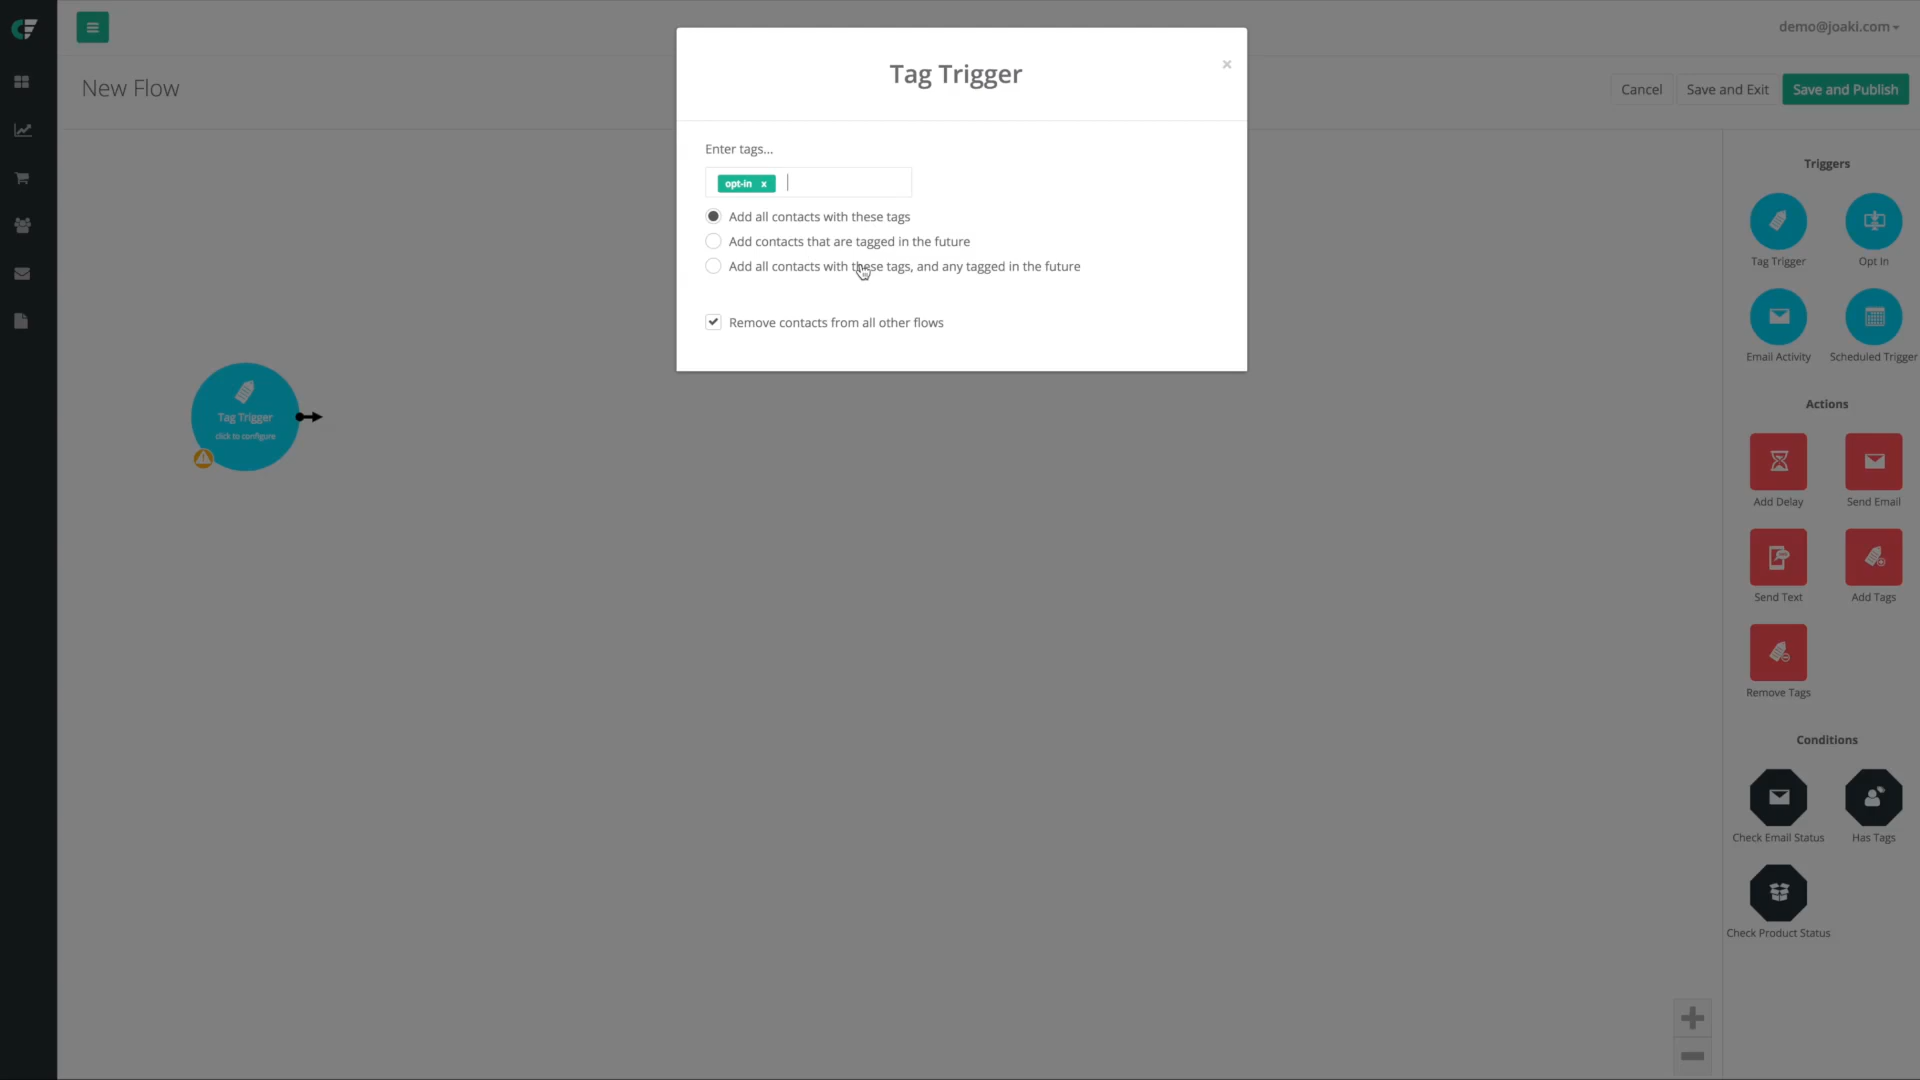 demo@joaki.com
New Flow
Cancel
Save and Exit
Save and Publish
Tag Trigger
×
Enter tags...
opt-in x
Add all contacts with these tags
Add contacts that are tagged in the future
Add all contacts with these tags, and any tagged in the future
Remove contacts from all other flows
Tag Trigger
click to configure
Triggers
Tag Trigger
Opt In
Email Activity
Scheduled Trigger
Actions
Add Delay
Send Email
Send Text
Add Tags
Remove Tags
Conditions
Check Email Status
Has Tags
Check Product Status